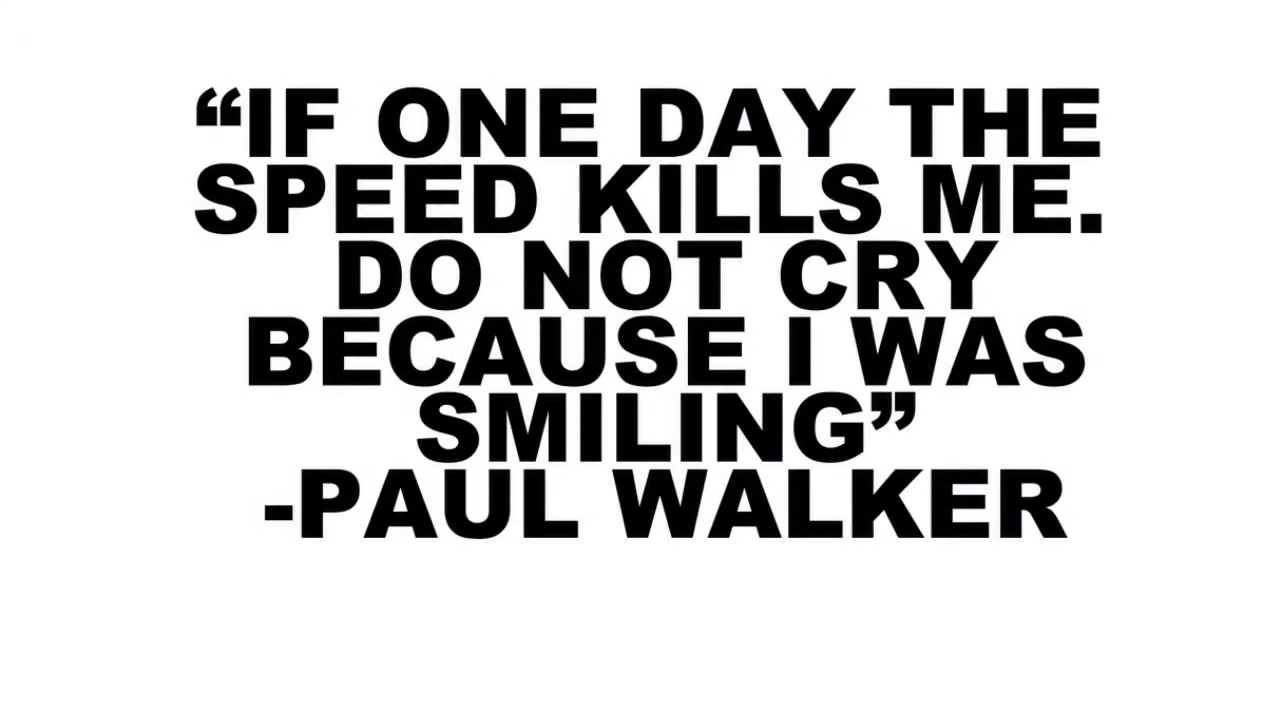 “IF ONE DAY THE
SPEED KILLS ME.
DO NOT CRY
BECAUSE I WAS
SMILING”
-PAUL WALKER